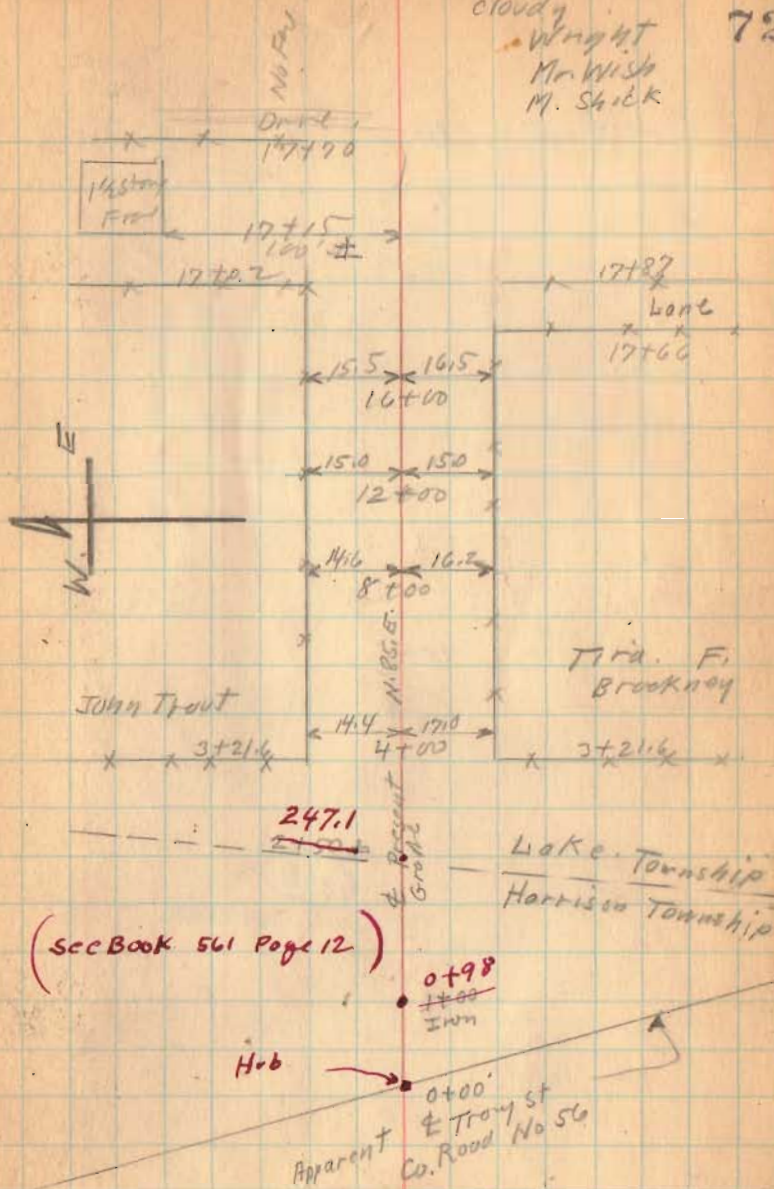 cloudy
Wright
Mr. Wish
M. Shick
72
No Fen
Drive
17+70
1½ Story
17+15
100' ±
17+0.2
17+87
Lane
17+66
15.5 16.5
16+00
15.0 15.0
12+00
14.6 16.2
8+00
E
W.
N.85.E.
John Trout
F.
Brookney
14.4 17.0
4+00
3+21.6
3+21.6
247.1
℄ Present
Grade
Lake Township
Harrison Township
(See Book 561 Page 12)
0+98
1+00
Iron
Hub
0+00
Apparent ℄ Troy St
Co. Road No 56